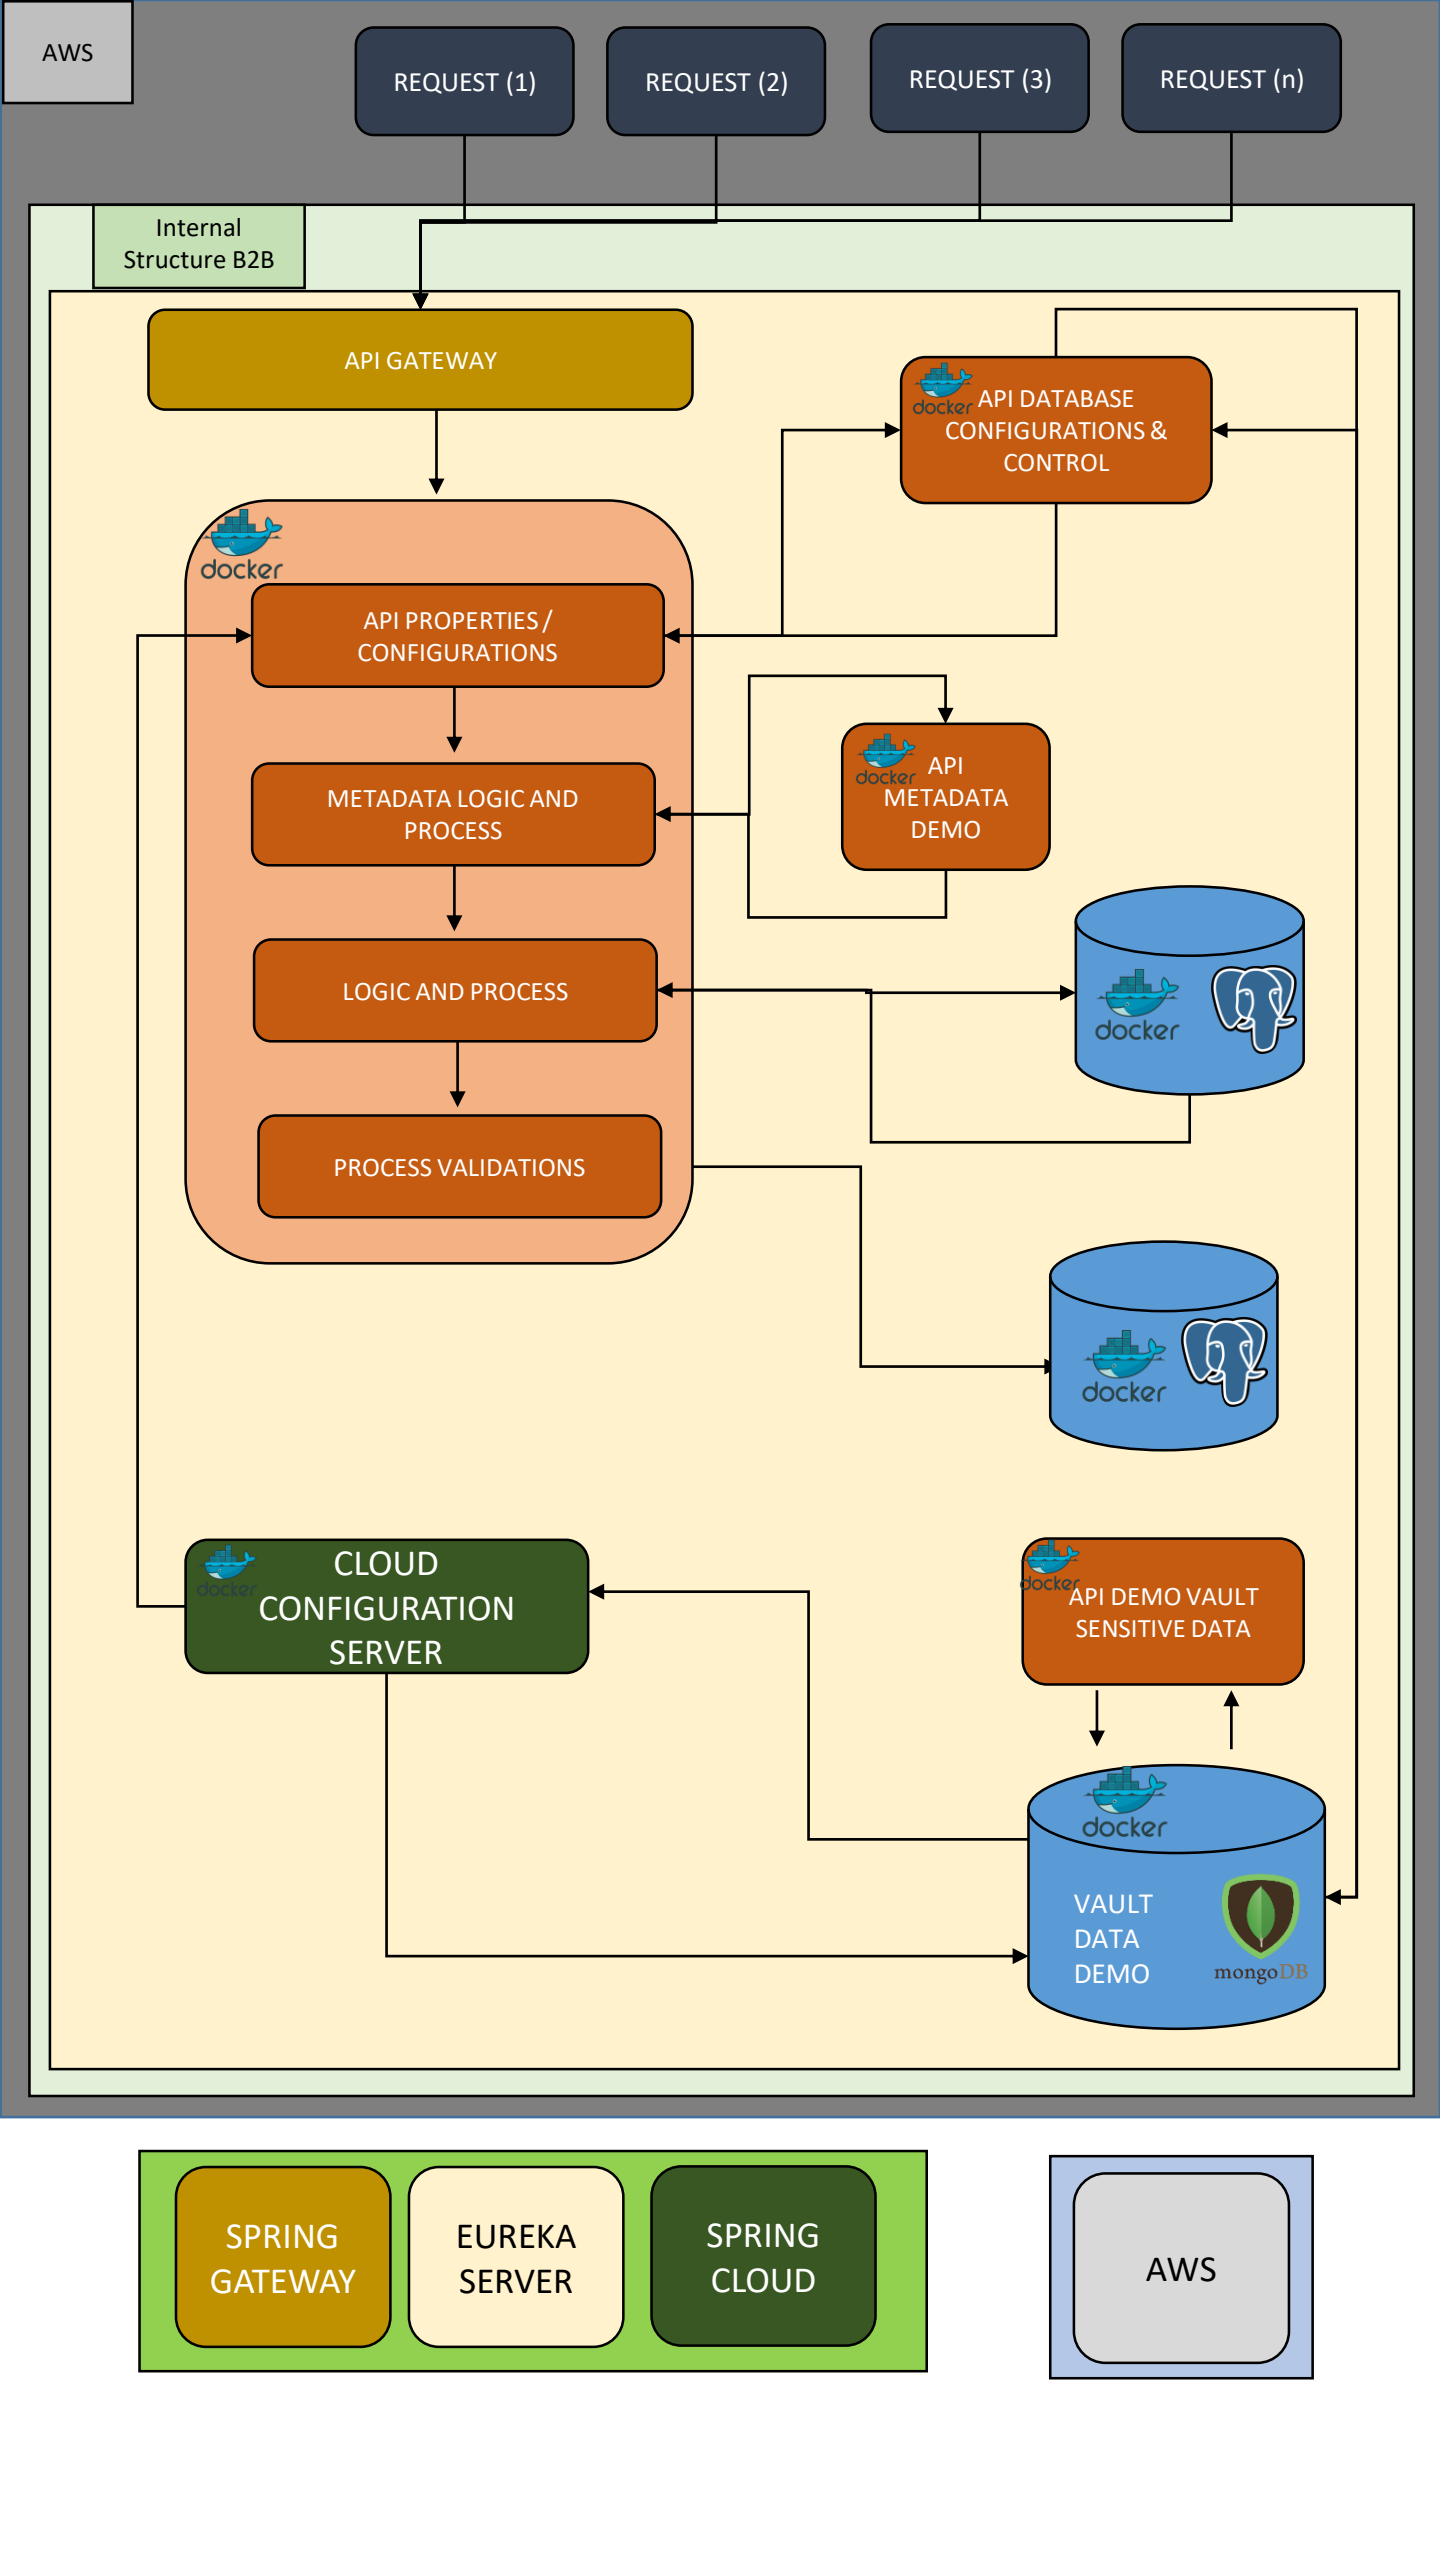 AWS
REQUEST (1)
REQUEST (2)
REQUEST (3)
REQUEST (n)
Internal
Structure B2B
API GATEWAY
docker
API DATABASE
CONFIGURATIONS &
CONTROL
docker
API PROPERTIES /
CONFIGURATIONS
docker
API
METADATA
DEMO
METADATA LOGIC AND
PROCESS
LOGIC AND PROCESS
docker
PROCESS VALIDATIONS
docker
docker
CLOUD
CONFIGURATION
SERVER
docker
API DEMO VAULT
SENSITIVE DATA
docker
VAULT
DATA
DEMO
mongoDB
SPRING
GATEWAY
EUREKA
SERVER
SPRING
CLOUD
AWS